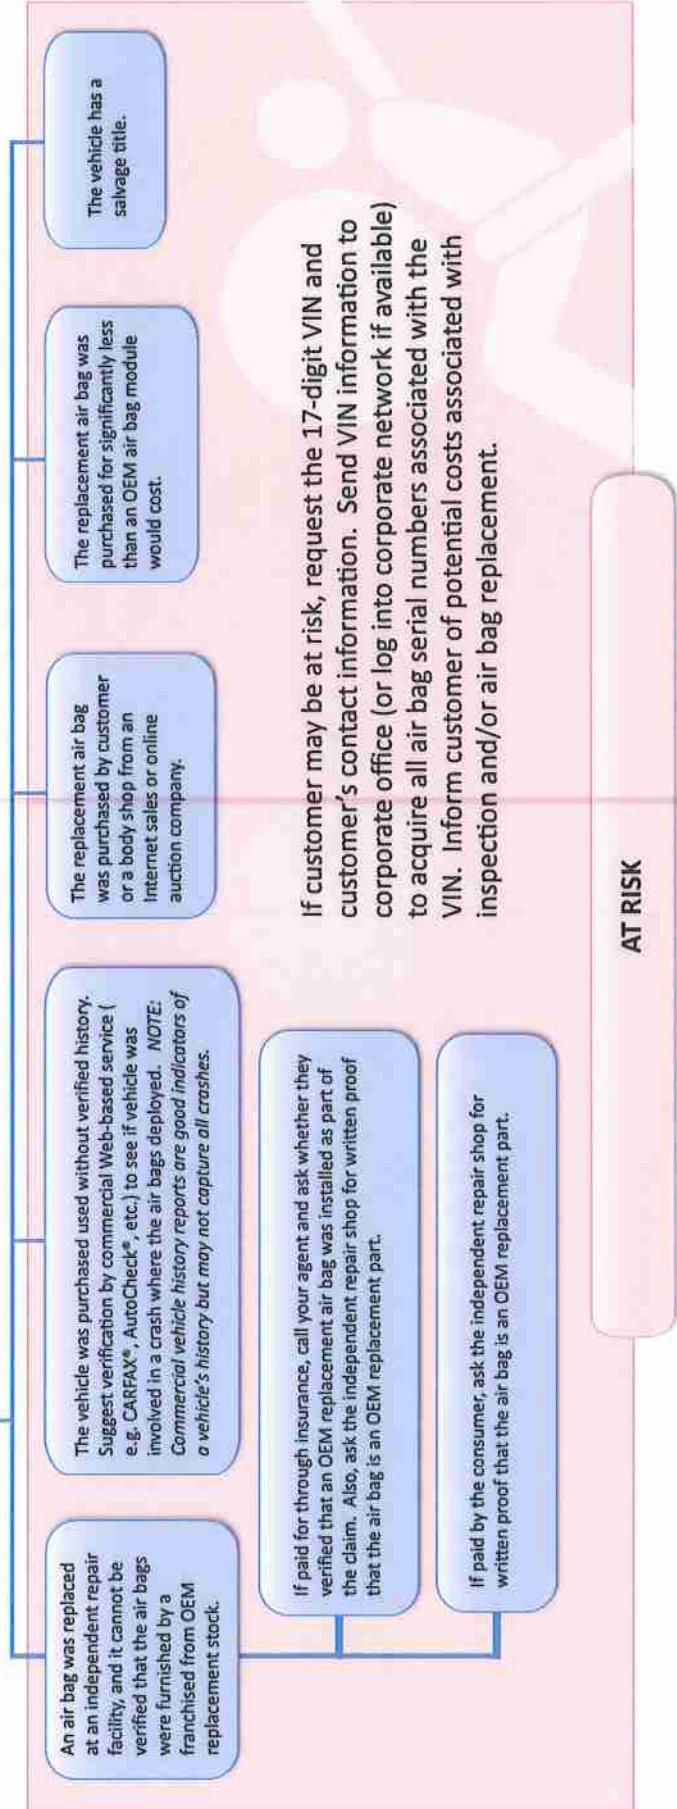 An air bag was replaced
at an independent repair
facility, and it cannot be
verified that the air bags
were furnished by a
franchised from OEM
replacement stock.
The vehicle was purchased used without verified history.
Suggest verification by commercial Web-based service (
e.g. CARFAX®, AutoCheck®, etc.) to see if vehicle was
involved in a crash where the air bags deployed. NOTE:
Commercial vehicle history reports are good indicators of
a vehicle's history but may not capture all crashes.
The replacement air bag
was purchased by customer
or a body shop from an
Internet sales or online
auction company.
The replacement air bag was
purchased for significantly less
than an OEM air bag module
would cost.
The vehicle has a
salvage title.
If paid for through insurance, call your agent and ask whether they
verified that an OEM replacement air bag was installed as part of
the claim. Also, ask the independent repair shop for written proof
that the air bag is an OEM replacement part.
If paid by the consumer, ask the independent repair shop for
written proof that the air bag is an OEM replacement part.
If customer may be at risk, request the 17-digit VIN and
customer's contact information. Send VIN information to
corporate office (or log into corporate network if available)
to acquire all air bag serial numbers associated with the
VIN. Inform customer of potential costs associated with
inspection and/or air bag replacement.
AT RISK